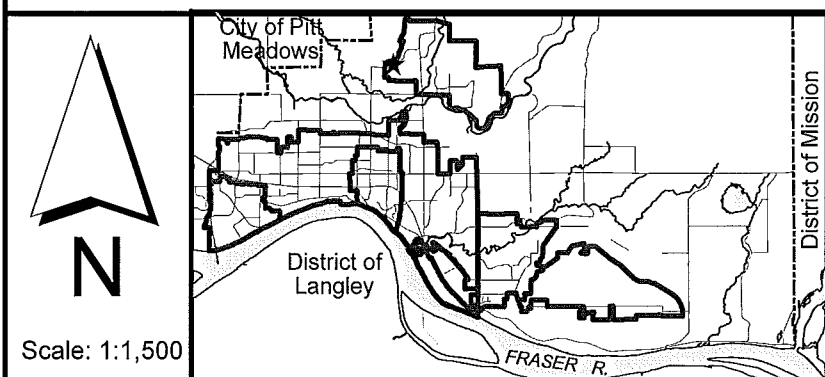 City of Pitt
Meadows
District of Mission
District of
Langley
N
Scale: 1:1,500
FRASER R.